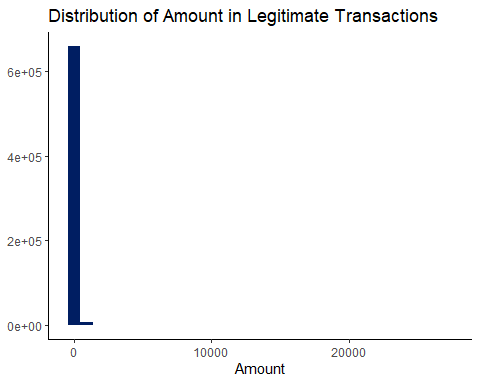 Distribution of Amount in Legitimate Transactions
6e+05
4e+05
2e+05
0e+00
0 10000 20000
Amount